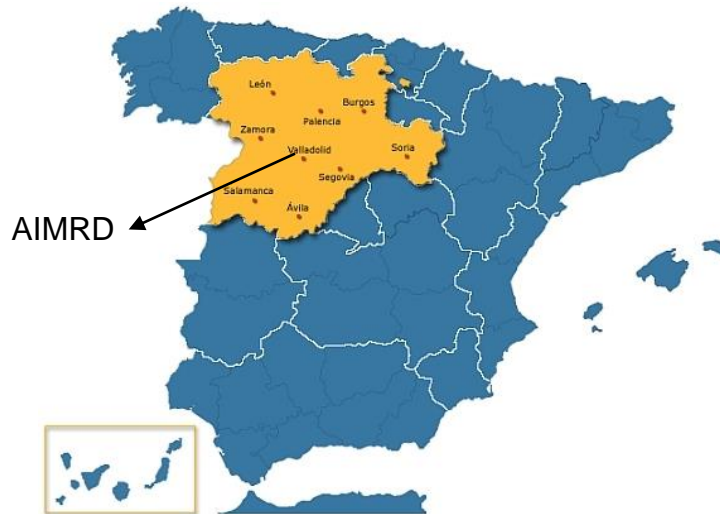 León
Burgos
Palencia
Zamora
Valladolid
Soria
Segovia
Salamanca
Ávila
AIMRD